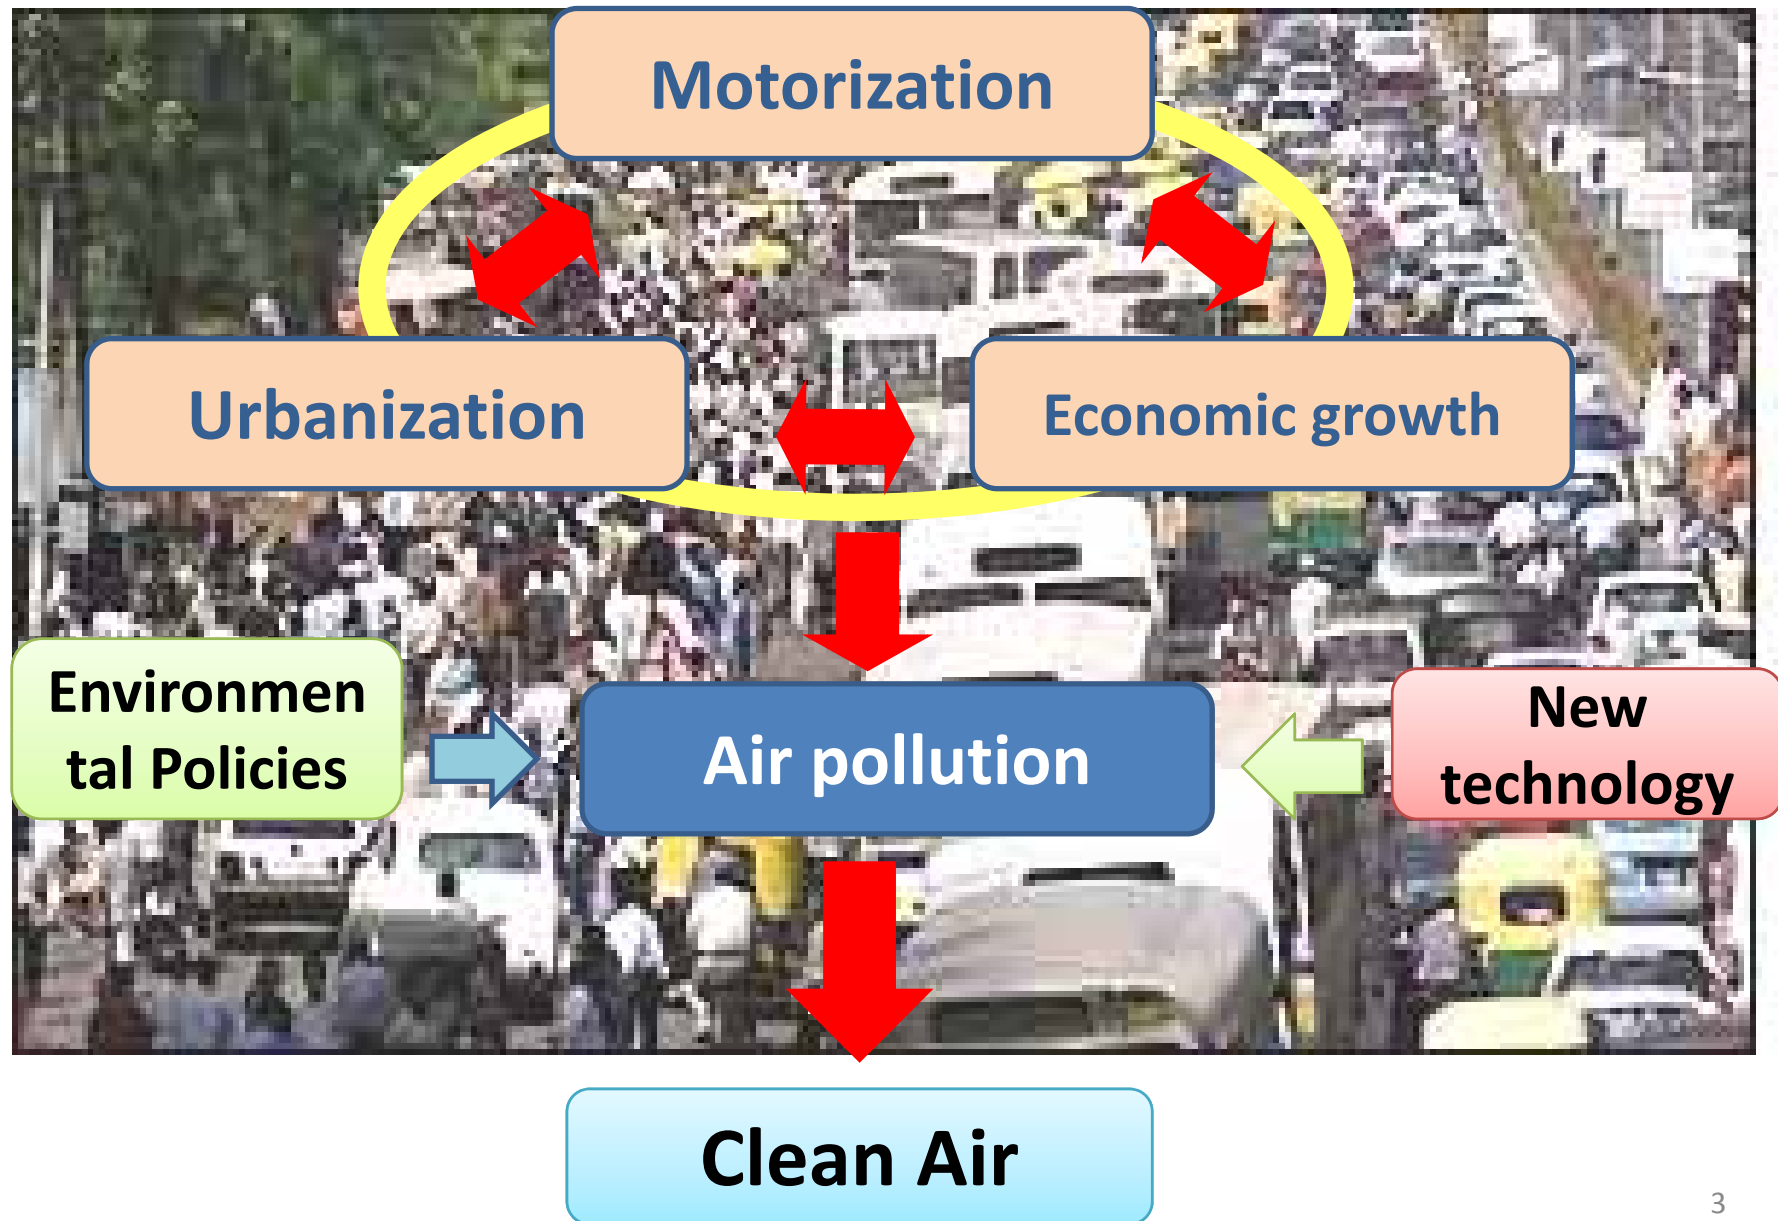 Motorization
Urbanization
Economic growth
Environmen
tal Policies
Air pollution
New
technology
Clean Air
3